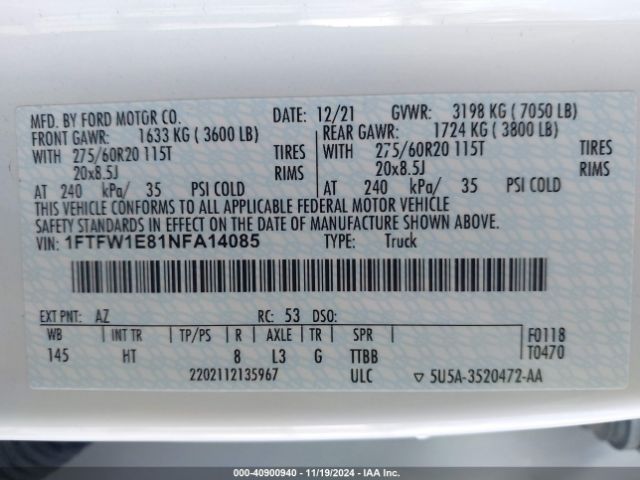 MFD. BY FORD MOTOR CO. DATE: 12/21 GVWR: 3198 KG ( 7050 LB)
FRONT GAWR: 1633 KG ( 3600 LB) REAR GAWR: 1724 KG ( 3800 LB)
WITH 275/60R20 115T TIRES WITH 275/60R20 115T TIRES
20x8.5J RIMS 20x8.5J RIMS
AT 240 kPa/ 35 PSI COLD AT 240 kPa/ 35 PSI COLD
THIS VEHICLE CONFORMS TO ALL APPLICABLE FEDERAL MOTOR VEHICLE
SAFETY STANDARDS IN EFFECT ON THE DATE OF MANUFACTURE SHOWN ABOVE.
VIN: 1FTFW1E81NFA14085 TYPE: Truck
EXT PNT: AZ RC: 53 DSO:
WB INT TR TP/PS R AXLE TR SPR F0118
145 HT 8 L3 G TTBB T0470
2202112135967 ULC ▽ 5U5A-3520472-AA
000-40900940 - 11/19/2024 - IAA Inc.